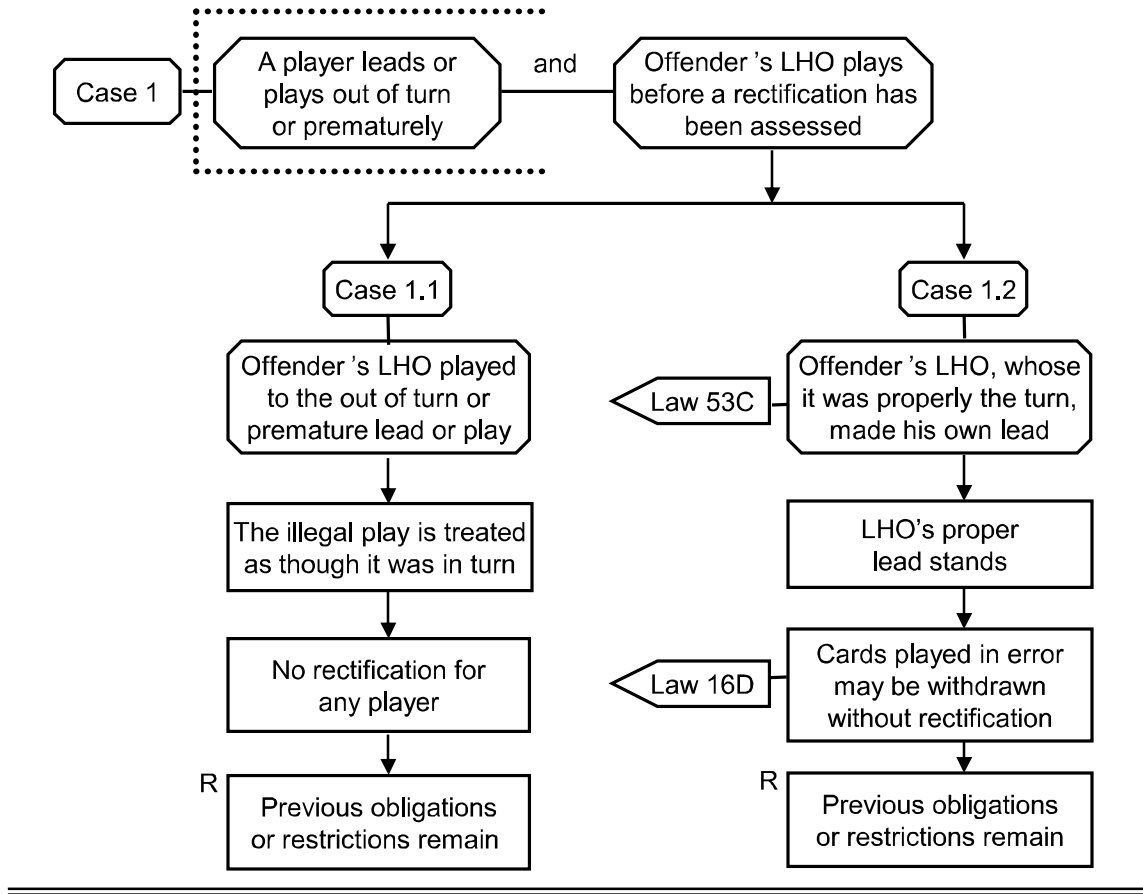 Case 1
A player leads or
plays out of turn
or prematurely
and
Offender 's LHO plays
before a rectification has
been assessed
Case 1.1
Offender 's LHO played
to the out of turn or
premature lead or play
The illegal play is treated
as though it was in turn
No rectification for
any player
R
Previous obligations
or restrictions remain
Case 1.2
Law 53C
Offender 's LHO, whose
it was properly the turn,
made his own lead
LHO's proper
lead stands
Law 16D
Cards played in error
may be withdrawn
without rectification
R
Previous obligations
or restrictions remain